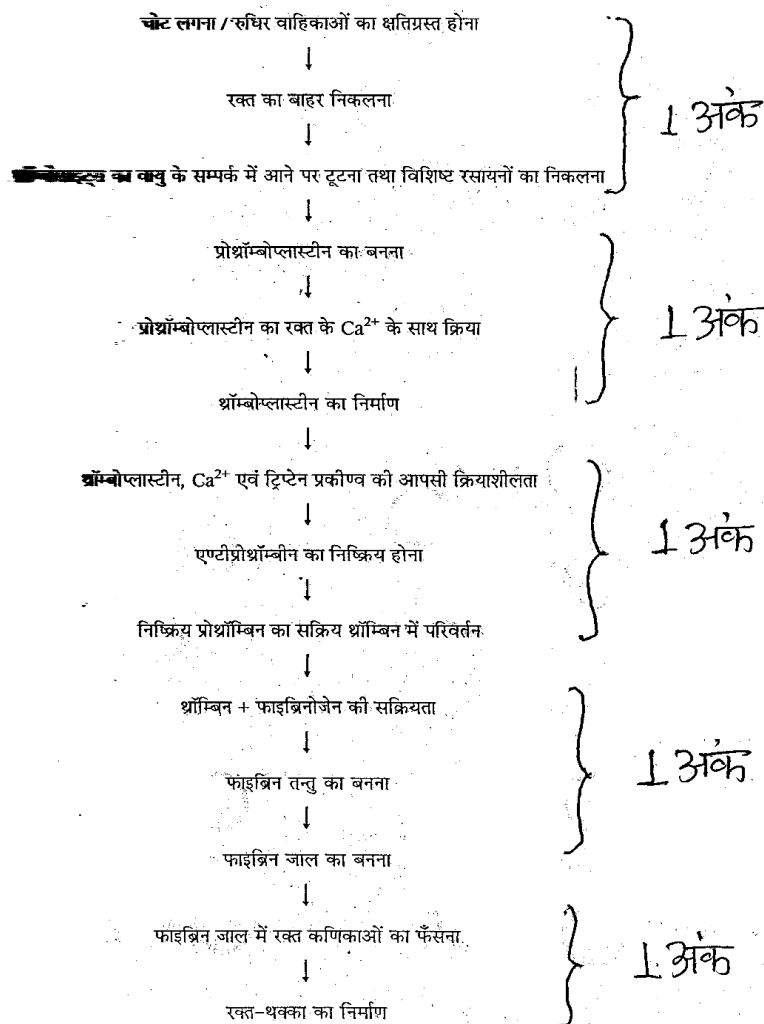 चोट लगना / रुधिर वाहिकाओं का क्षतिग्रस्त होना
↓
रक्त का बाहर निकलना
1 अंक
↓
का वायु के सम्पर्क में आने पर टूटना तथा विशिष्ट रसायनों का निकलना
↓
प्रोथ्रॉम्बोप्लास्टीन का बनना
↓
प्रोथ्रॉम्बोप्लास्टीन का रक्त के Ca²⁺ के साथ क्रिया
1 अंक
↓
थ्रॉम्बोप्लास्टीन का निर्माण
↓
थ्रॉम्बोप्लास्टीन, Ca²⁺ एवं ट्रिप्टेन प्रकीण्व की आपसी क्रियाशीलता
↓
एण्टीप्रोथ्रॉम्बीन का निष्क्रिय होना
1 अंक
↓
निष्क्रिय प्रोथ्रॉम्बिन का सक्रिय थ्रॉम्बिन में परिवर्तन
↓
थ्रॉम्बिन + फाइब्रिनोजेन की सक्रियता
↓
फाइब्रिन तन्तु का बनना
1 अंक
↓
फाइब्रिन जाल का बनना
↓
फाइब्रिन जाल में रक्त कणिकाओं का फँसना
1 अंक
↓
रक्त-थक्का का निर्माण